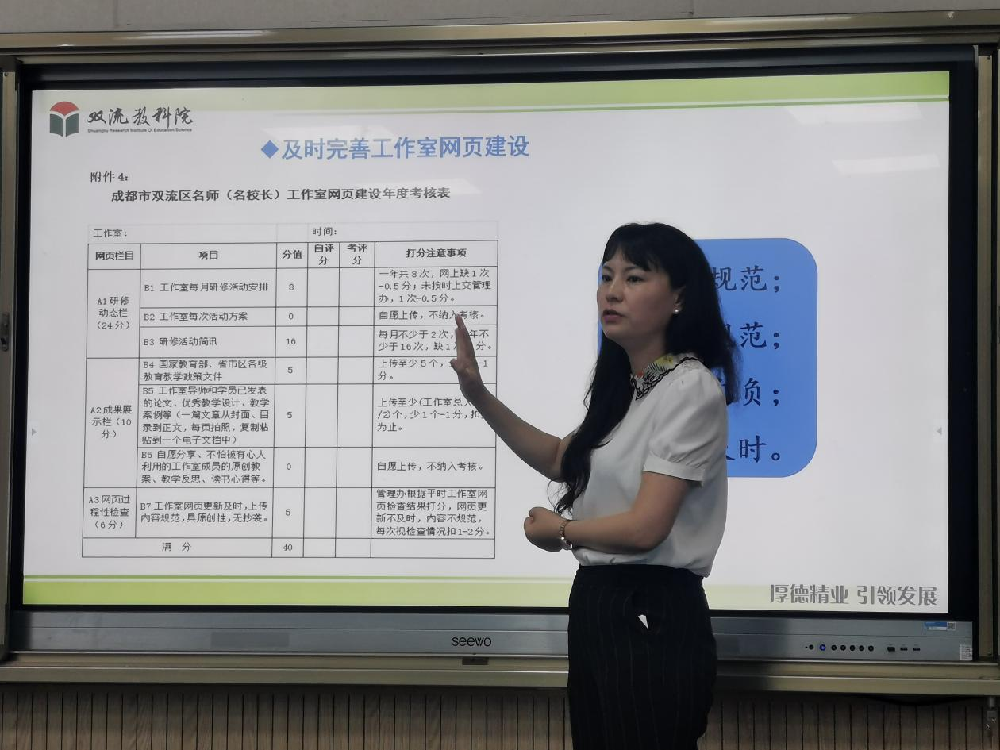 双流教科院
Shuangliu Research Institute Of Education Science
◆及时完善工作室网页建设
附件 4:
成都市双流区名师（名校长）工作室网页建设年度考核表
工作室:
时间:
网页栏目
项目
分值
自评
分
考评
分
打分注意事项
A1 研修
动态栏
（24 分）
B1 工作室每月研修活动安排
8
一年共 8 次，网上缺 1 次
-0.5 分；未按时上交管理
办，1 次-0.5 分。
B2 工作室每次活动方案
0
自愿上传，不纳入考核。
B3 研修活动简讯
16
每月不少于 2 次，年不
少于 16 次，缺 1 分。
A2 成果展
示栏（10
分）
B4 国家教育部、省市区各级
教育教学政策文件
5
上传至少 5 个，-1
分。
B5 工作室导师和学员已发表
的论文、优秀教学设计、教学
案例等（一篇文章从封面、目
录到正文，每页拍照，复制粘
贴到一个电子文档中）
5
上传至少(工作室总人
/2)个，少 1 个-1 分，扣
为止。
B6 自愿分享、不怕被有心人
利用的工作室成员的原创教
案、教学反思、读书心得等。
0
自愿上传，不纳入考核。
A3 网页过
程性检查
（6 分）
B7 工作室网页更新及时,上传
内容规范，具原创性,无抄袭。
5
管理办根据平时工作室网
页检查结果打分，网页更
新不及时，内容不规范，
每次视检查情况扣 1-2 分。
满 分
40
规范；
范；
负；
时。
厚德精业 引领发展
seewo